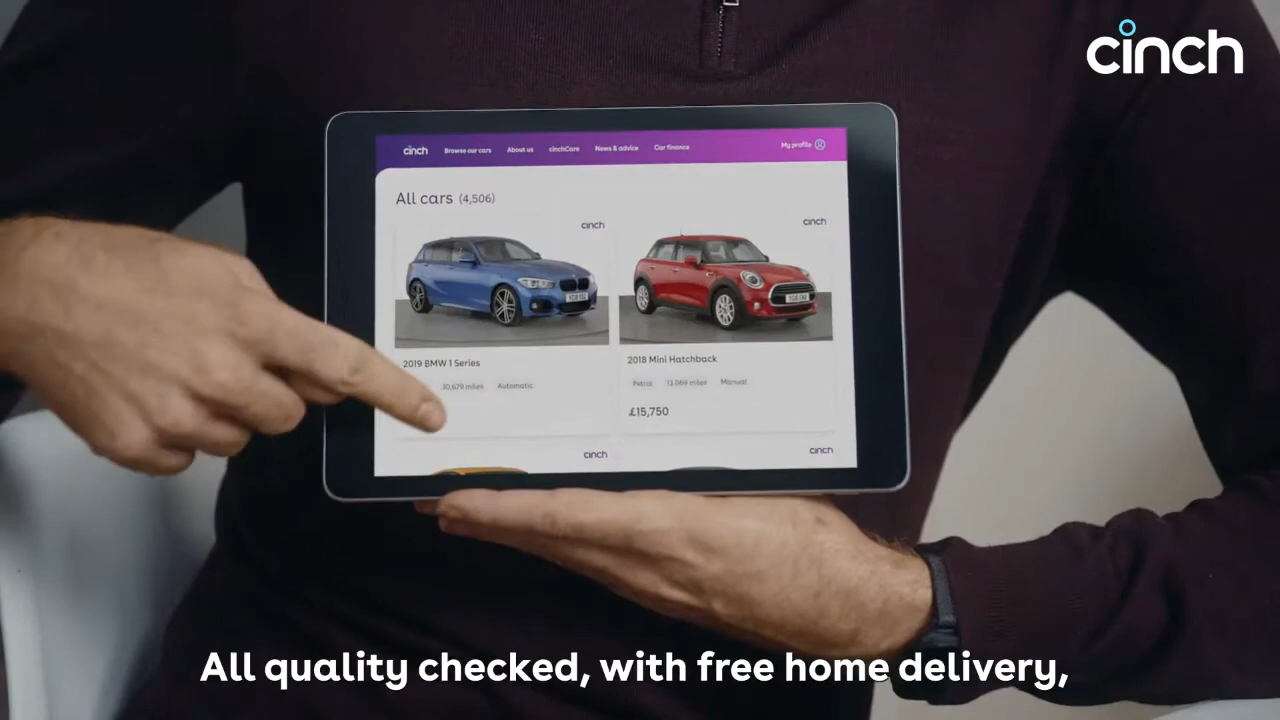 cinch
cinch Browse our cars About us cinchCare News & advice Car finance My profile
All cars (4,506)
cinch cinch
2019 BMW 1 Series
30,679 miles Automatic
2018 Mini Hatchback
Petrol 13,069 miles Manual
£15,750
cinch cinch
All quality checked, with free home delivery,